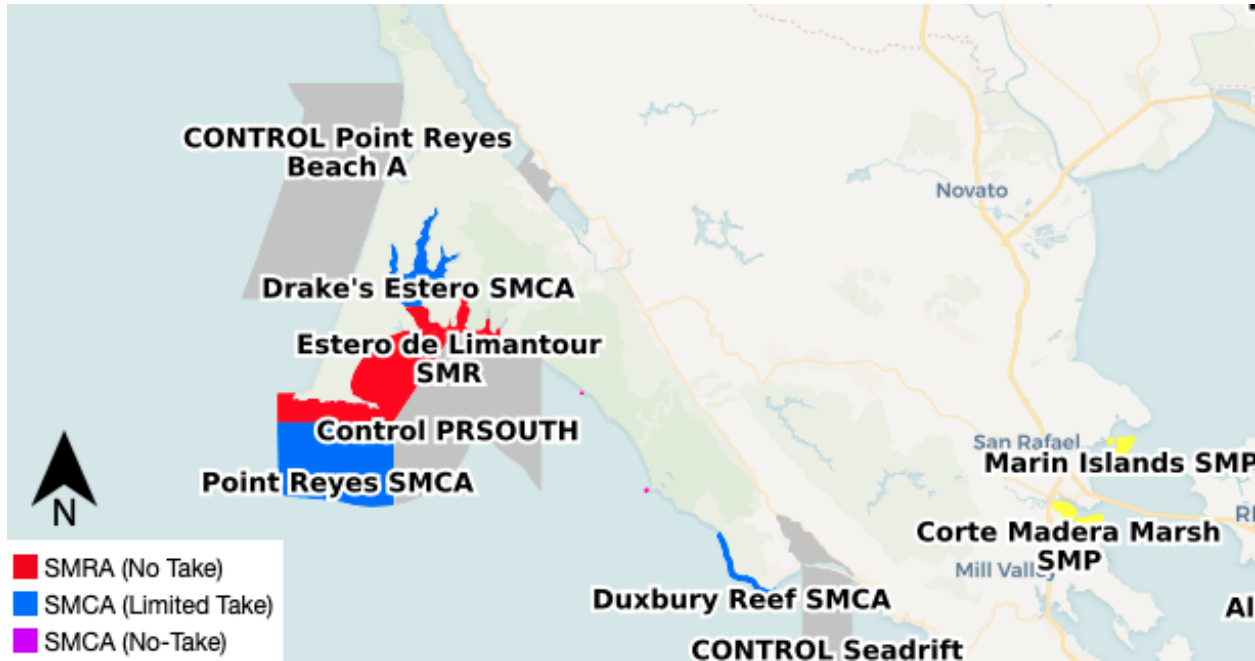 CONTROL Point Reyes
Beach A
Novato
Drake's Estero SMCA
Estero de Limantour
SMR
Control PRSOUTH
San Rafael
Marin Islands SMP
Point Reyes SMCA
N
Corte Madera Marsh
SMP
Mill Valley
Duxbury Reef SMCA
CONTROL Seadrift
SMRA (No Take)
SMCA (Limited Take)
SMCA (No-Take)